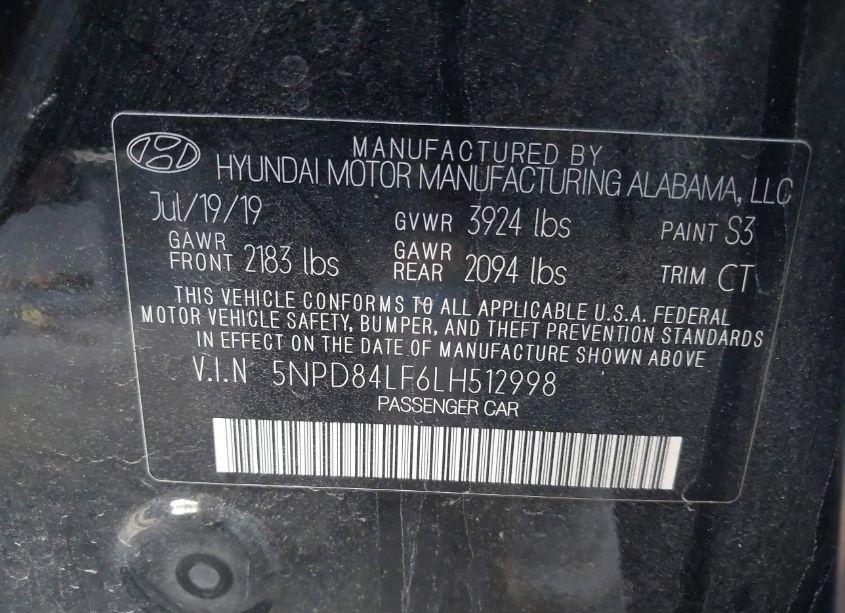 MANUFACTURED BY
HYUNDAI MOTOR MANUFACTURING ALABAMA, LLC
Jul/19/19 GVWR 3924 lbs PAINT S3
GAWR FRONT 2183 lbs GAWR REAR 2094 lbs TRIM CT
THIS VEHICLE CONFORMS TO ALL APPLICABLE U.S.A. FEDERAL
MOTOR VEHICLE SAFETY, BUMPER, AND THEFT PREVENTION STANDARDS
IN EFFECT ON THE DATE OF MANUFACTURE SHOWN ABOVE.
V.I.N 5NPD84LF6LH512998
PASSENGER CAR